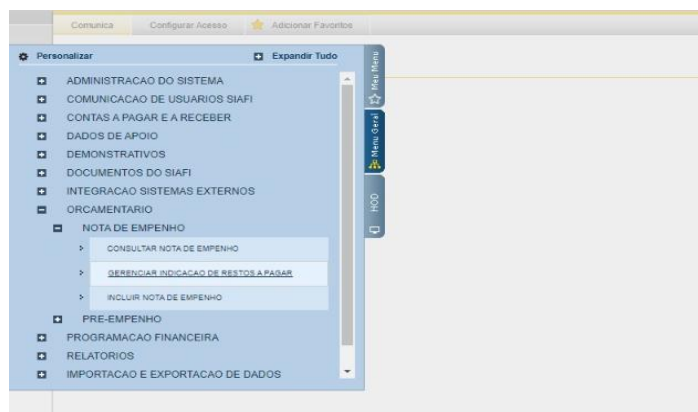 Comunica Configurar Acesso Adicionar Favoritos
Personalizar Expandir Tudo
ADMINISTRACAO DO SISTEMA
COMUNICACAO DE USUARIOS SIAFI
CONTAS A PAGAR E A RECEBER
DADOS DE APOIO
DEMONSTRATIVOS
DOCUMENTOS DO SIAFI
INTEGRACAO SISTEMAS EXTERNOS
ORCAMENTARIO
NOTA DE EMPENHO
CONSULTAR NOTA DE EMPENHO
GERENCIAR INDICACAO DE RESTOS A PAGAR
INCLUIR NOTA DE EMPENHO
PRE-EMPENHO
PROGRAMACAO FINANCEIRA
RELATORIOS
IMPORTACAO E EXPORTACAO DE DADOS
Meu Menu
Menu Geral
HOD